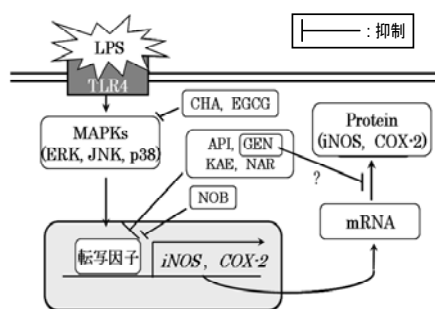 LPS
: 抑制
TLR4
CHA, EGCG
MAPKs
(ERK, JNK, p38)
Protein
(iNOS, COX-2)
API, GEN
KAE, NAR
?
NOB
mRNA
転写因子
iNOS, COX-2